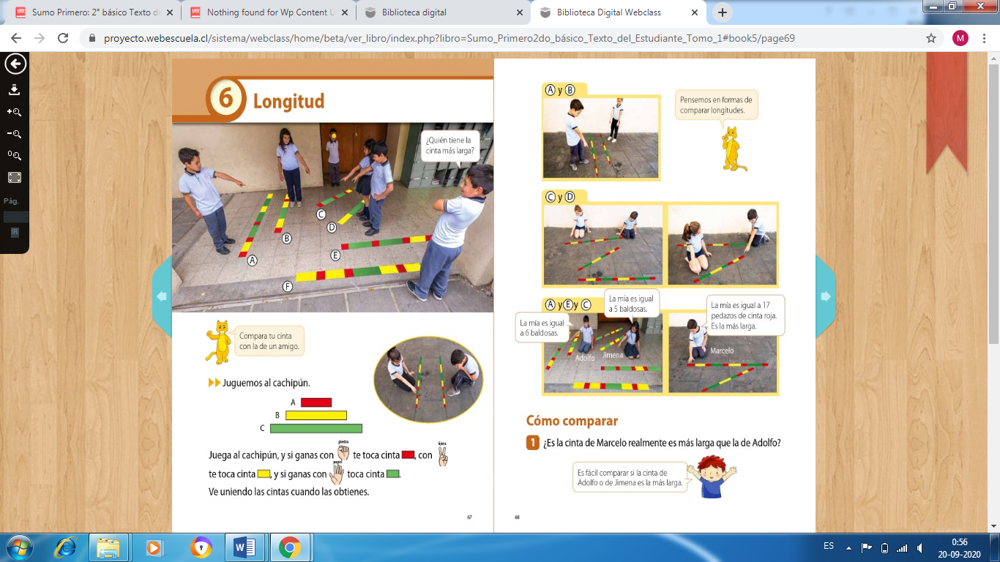 Sumo Primero: 2° básico Texto d
Nothing found for Wp Content U
Biblioteca digital
Biblioteca Digital Webclass
proyecto.webescuela.cl/sistema/webclass/home/beta/ver_libro/index.php?libro=Sumo_Primero2do_básico_Texto_del_Estudiante_Tomo_1#book5/page69
M
Pág.
IR
6 Longitud
¿Quién tiene la
cinta más larga?
A
B
C
D
E
F
Compara tu cinta
con la de un amigo.
Juguemos al cachipún.
A
B
C
piedra
tijera
Juega al cachipún, y si ganas con te toca cinta , con
papel
te toca cinta , y si ganas con toca cinta .
Ve uniendo las cintas cuando las obtienes.
67
A y B
Pensemos en formas de
comparar longitudes.
C y D
A y E y C
La mía es igual
a 6 baldosas.
La mía es igual
a 5 baldosas.
La mía es igual a 17
pedazos de cinta roja.
Es la más larga.
Adolfo
Jimena
Marcelo
Cómo comparar
1 ¿Es la cinta de Marcelo realmente es más larga que la de Adolfo?
Es fácil comparar si la cinta de
Adolfo o de Jimena es la más larga.
68
ES
0:56
20-09-2020